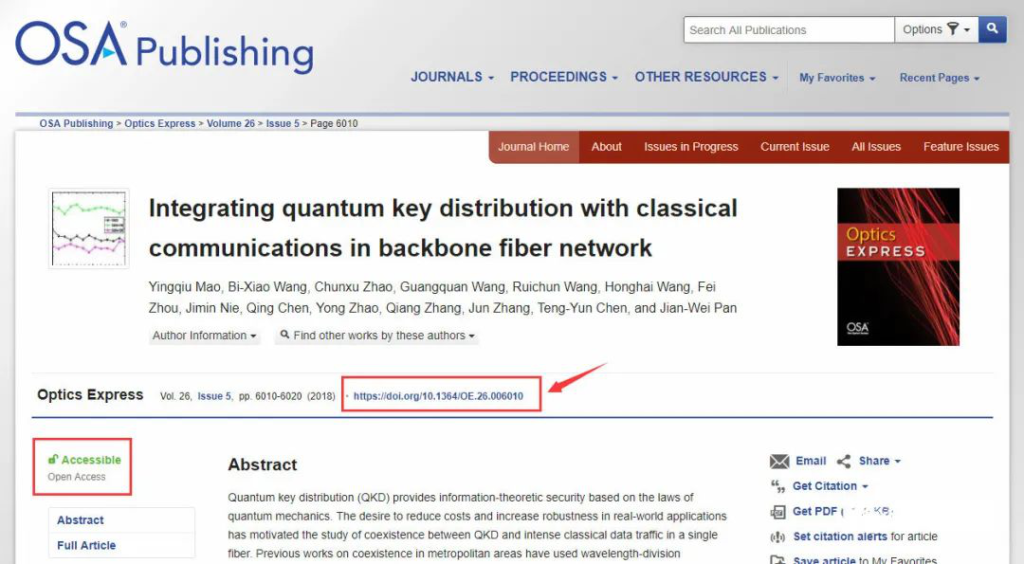 OSA® Publishing
Search All Publications
Options
JOURNALS
PROCEEDINGS
OTHER RESOURCES
My Favorites
Recent Pages
OSA Publishing > Optics Express > Volume 26 > Issue 5 > Page 6010
Journal Home
About
Issues in Progress
Current Issue
All Issues
Feature Issues
Integrating quantum key distribution with classical
communications in backbone fiber network
Yingqiu Mao, Bi-Xiao Wang, Chunxu Zhao, Guangquan Wang, Ruichun Wang, Honghai Wang, Fei
Zhou, Jimin Nie, Qing Chen, Yong Zhao, Qiang Zhang, Jun Zhang, Teng-Yun Chen, and Jian-Wei Pan
Author Information
Find other works by these authors
Optics
EXPRESS
OSA
Optics Express
Vol. 26, Issue 5, pp. 6010-6020 (2018)
· https://doi.org/10.1364/OE.26.006010
Accessible
Open Access
Abstract
Full Article
Abstract
Quantum key distribution (QKD) provides information-theoretic security based on the laws of
quantum mechanics. The desire to reduce costs and increase robustness in real-world applications
has motivated the study of coexistence between QKD and intense classical data traffic in a single
fiber. Previous works on coexistence in metropolitan areas have used wavelength-division
Email
Share
Get Citation
Get PDF ( KB)
Set citation alerts for article
Save article to My Favorites